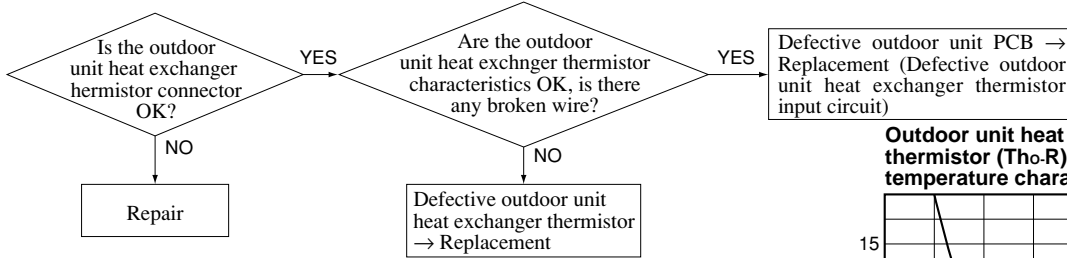 Is the outdoor
unit heat exchanger
hermistor connector
OK?
YES
NO
Repair
Are the outdoor
unit heat exchnger thermistor
characteristics OK, is there
any broken wire?
YES
NO
Defective outdoor unit
heat exchanger thermistor
→ Replacement
Defective outdoor unit PCB →
Replacement (Defective outdoor
unit heat exchanger thermistor
input circuit)
Outdoor unit heat
thermistor (Tho-R)
temperature chara
15